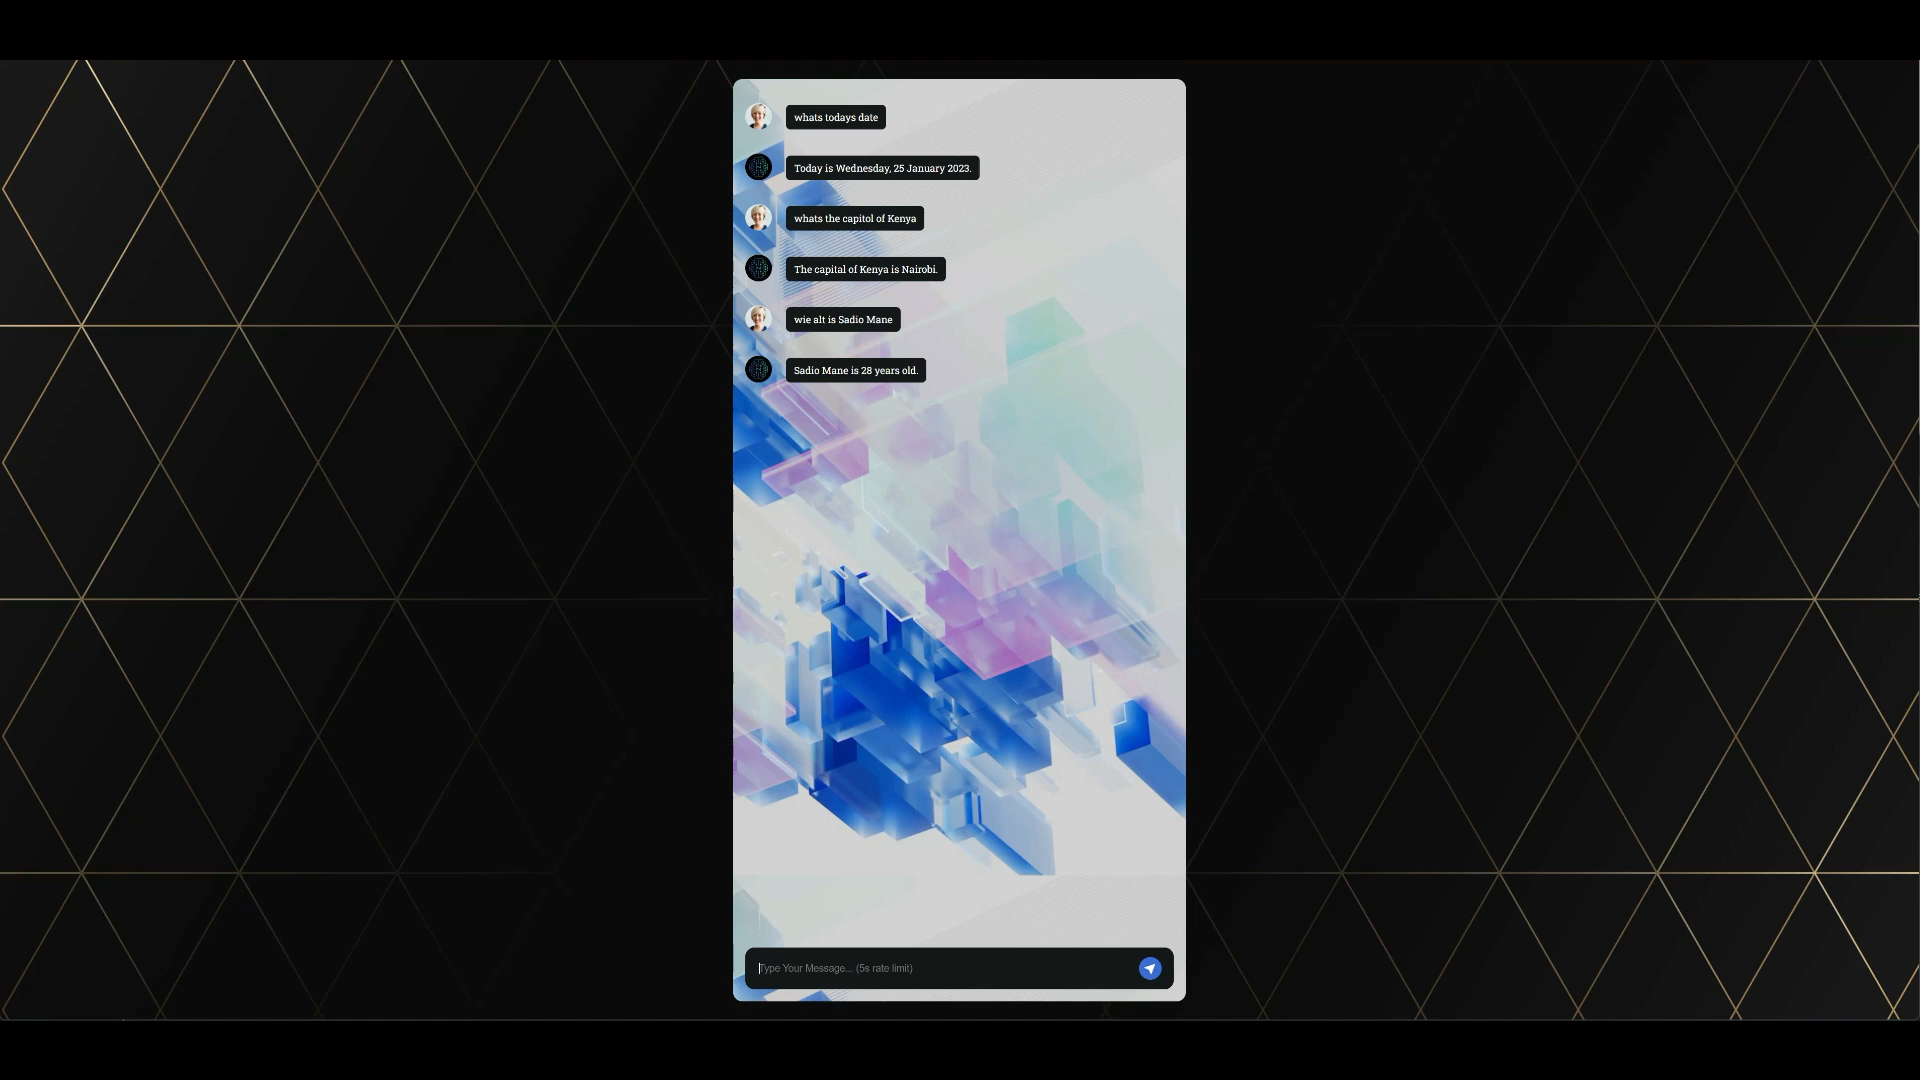 whats todays date
Today is Wednesday, 25 January 2023.
whats the capitol of Kenya
The capital of Kenya is Nairobi.
wie alt is Sadio Mane
Sadio Mane is 28 years old.
Type Your Message... (5s rate limit)